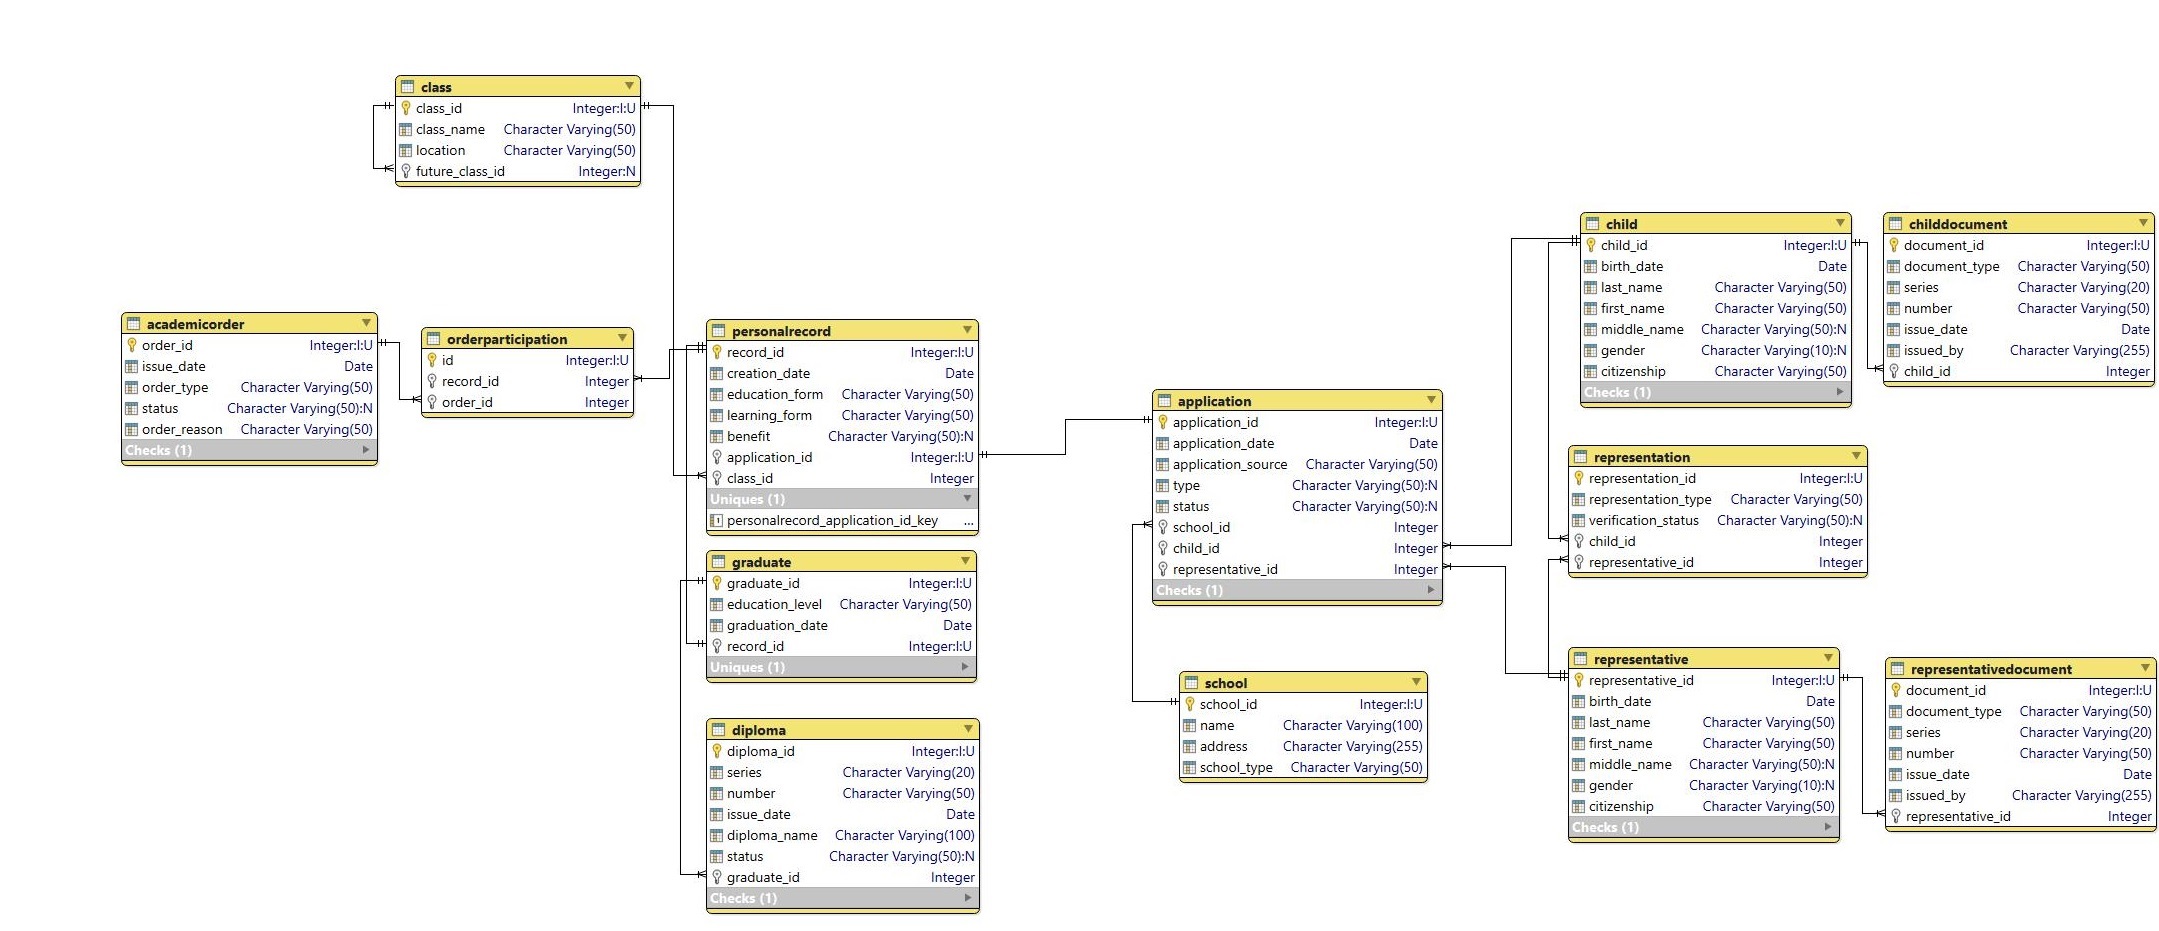 class
class_id Integer:I:U
class_name Character Varying(50)
location Character Varying(50)
future_class_id Integer:N
academicorder
order_id Integer:I:U
issue_date Date
order_type Character Varying(50)
status Character Varying(50):N
order_reason Character Varying(50)
Checks (1)
orderparticipation
id Integer:I:U
record_id Integer
order_id Integer
personalrecord
record_id Integer:I:U
creation_date Date
education_form Character Varying(50)
learning_form Character Varying(50)
benefit Character Varying(50):N
application_id Integer:I:U
class_id Integer
Uniques (1)
personalrecord_application_id_key ...
graduate
graduate_id Integer:I:U
education_level Character Varying(50)
graduation_date Date
record_id Integer:I:U
Uniques (1)
diploma
diploma_id Integer:I:U
series Character Varying(20)
number Character Varying(50)
issue_date Date
diploma_name Character Varying(100)
status Character Varying(50):N
graduate_id Integer
Checks (1)
application
application_id Integer:I:U
application_date Date
application_source Character Varying(50)
type Character Varying(50):N
status Character Varying(50):N
school_id Integer
child_id Integer
representative_id Integer
Checks (1)
school
school_id Integer:I:U
name Character Varying(100)
address Character Varying(255)
school_type Character Varying(50)
child
child_id Integer:I:U
birth_date Date
last_name Character Varying(50)
first_name Character Varying(50)
middle_name Character Varying(50):N
gender Character Varying(10):N
citizenship Character Varying(50)
Checks (1)
childdocument
document_id Integer:I:U
document_type Character Varying(50)
series Character Varying(20)
number Character Varying(50)
issue_date Date
issued_by Character Varying(255)
child_id Integer
representation
representation_id Integer:I:U
representation_type Character Varying(50)
verification_status Character Varying(50):N
child_id Integer
representative_id Integer
representative
representative_id Integer:I:U
birth_date Date
last_name Character Varying(50)
first_name Character Varying(50)
middle_name Character Varying(50):N
gender Character Varying(10):N
citizenship Character Varying(50)
Checks (1)
representativedocument
document_id Integer:I:U
document_type Character Varying(50)
series Character Varying(20)
number Character Varying(50)
issue_date Date
issued_by Character Varying(255)
representative_id Integer